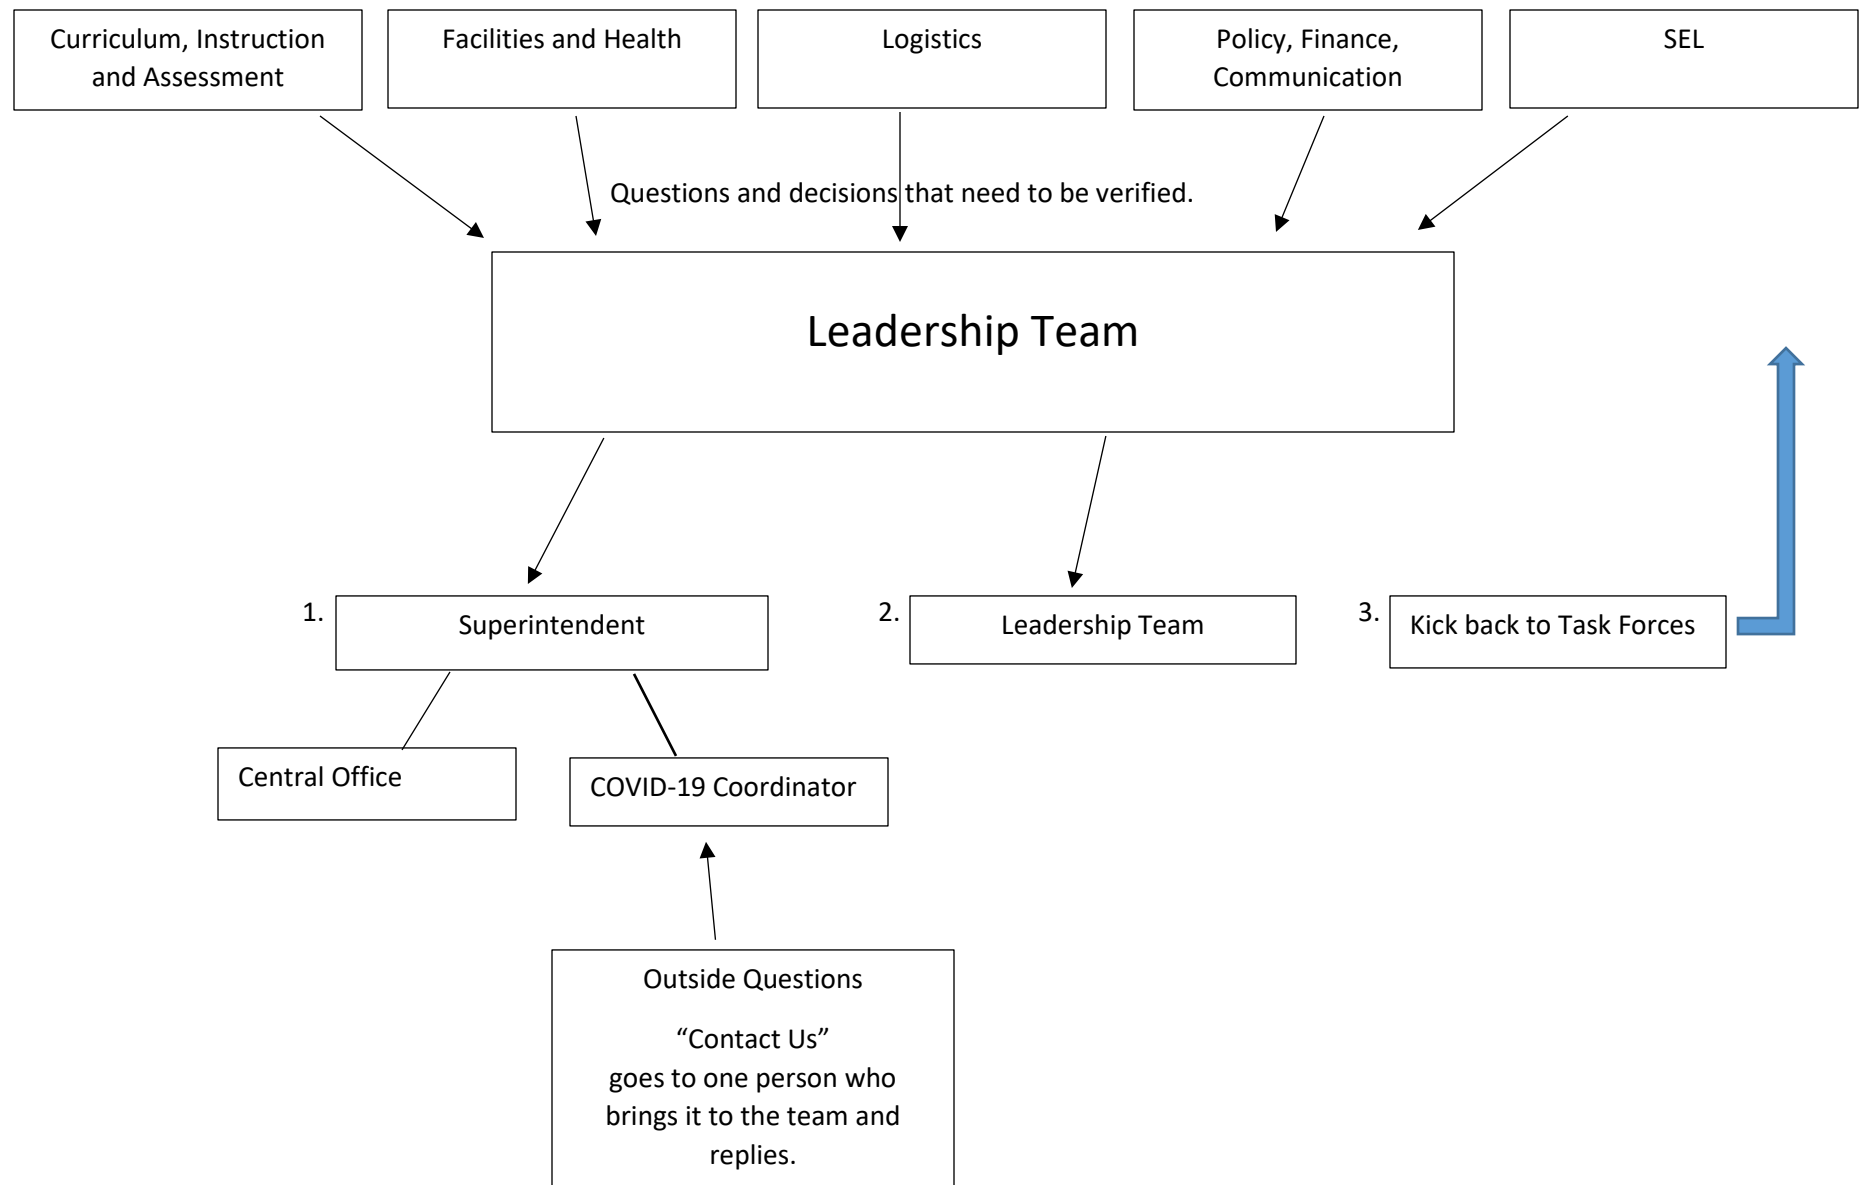 Curriculum, Instruction
and Assessment
Facilities and Health
Logistics
Policy, Finance,
Communication
SEL
Questions and decisions that need to be verified.
Leadership Team
1.
Superintendent
2.
Leadership Team
3.
Kick back to Task Forces
Central Office
COVID-19 Coordinator
Outside Questions
“Contact Us”
goes to one person who
brings it to the team and
replies.